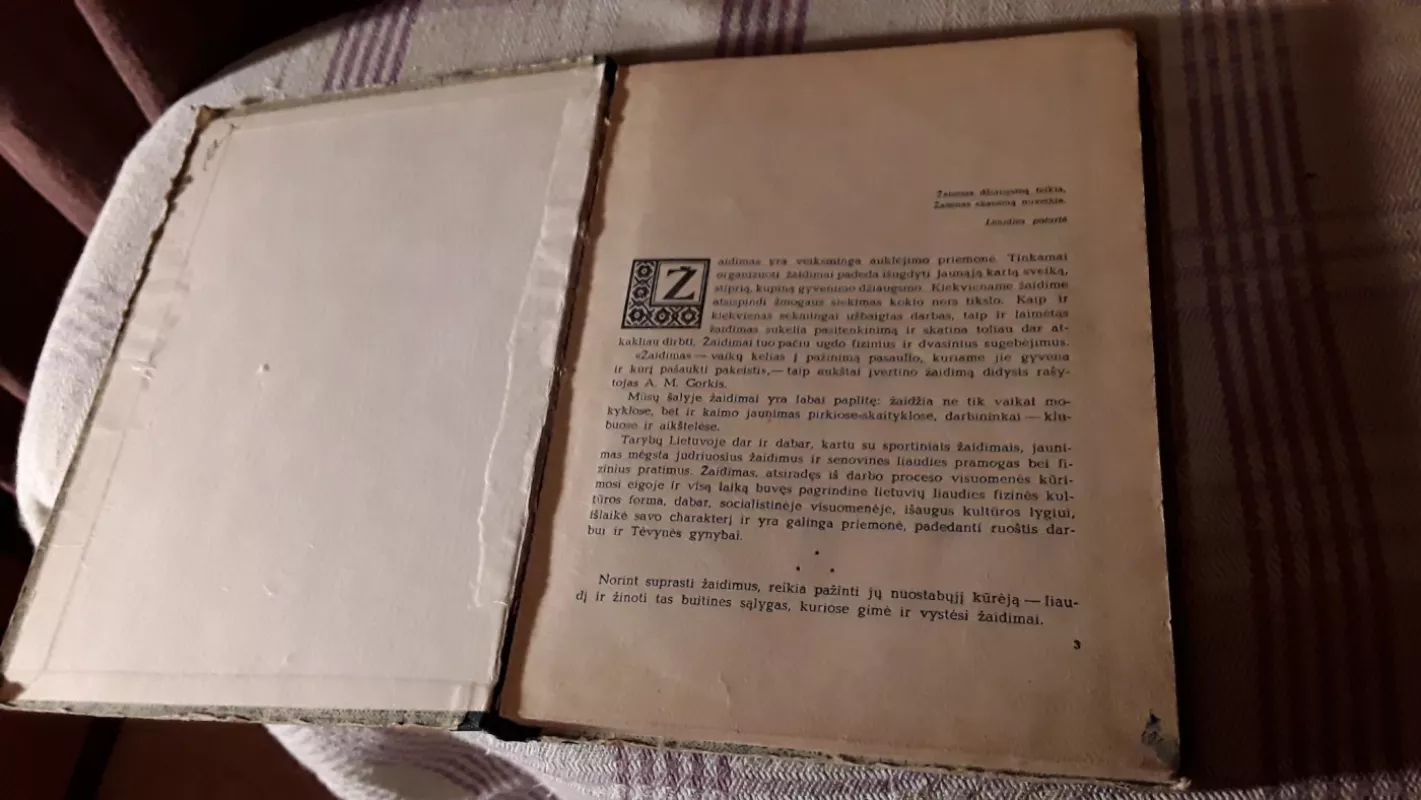 Žaismas džiaugsmą teikia,
Žaismas skausmą nuveikia.
Liaudies patarlė
Žaidimas yra veiksminga auklėjimo priemonė. Tinkamai
organizuoti žaidimai padeda išugdyti jaunąją kartą sveiką,
stiprią, kupiną gyvenimo džiaugsmo. Kiekviename žaidime
atsispindi žmogaus siekimas kokio nors tikslo. Kaip ir
kiekvienas sėkmingai užbaigtas darbas, taip ir laimėtas
žaidimas sukelia pasitenkinimą ir skatina toliau dar at-
kakliau dirbti. Žaidimai tuo pačiu ugdo fizinius ir dvasinius sugebėjimus.
«Žaidimas — vaikų kelias į pažinimą pasaulio, kuriame jie gyvena
ir kurį pašaukti pakeisti»,— taip aukštai įvertino žaidimą didysis rašy-
tojas A. M. Gorkis.
Mūsų šalyje žaidimai yra labai paplitę: žaidžia ne tik vaikai mo-
kyklose, bet ir kaimo jaunimas pirkiose-skaityklose, darbininkai — klu-
buose ir aikštelėse.
Tarybų Lietuvoje dar ir dabar, kartu su sportiniais žaidimais, jauni-
mas mėgsta judriuosius žaidimus ir senovines liaudies pramogas bei fi-
zinius pratimus. Žaidimas, atsiradęs iš darbo proceso visuomenės kūri-
mosi eigoje ir visą laiką buvęs pagrindine lietuvių liaudies fizinės kul-
tūros forma, dabar, socialistinėje visuomenėje, išaugus kultūros lygiui,
išlaikė savo charakterį ir yra galinga priemonė, padedanti ruoštis dar-
bui ir Tėvynės gynybai.
Norint suprasti žaidimus, reikia pažinti jų nuostabųjį kūrėją — liau-
dį ir žinoti tas buitines sąlygas, kuriose gimė ir vystėsi žaidimai.
3